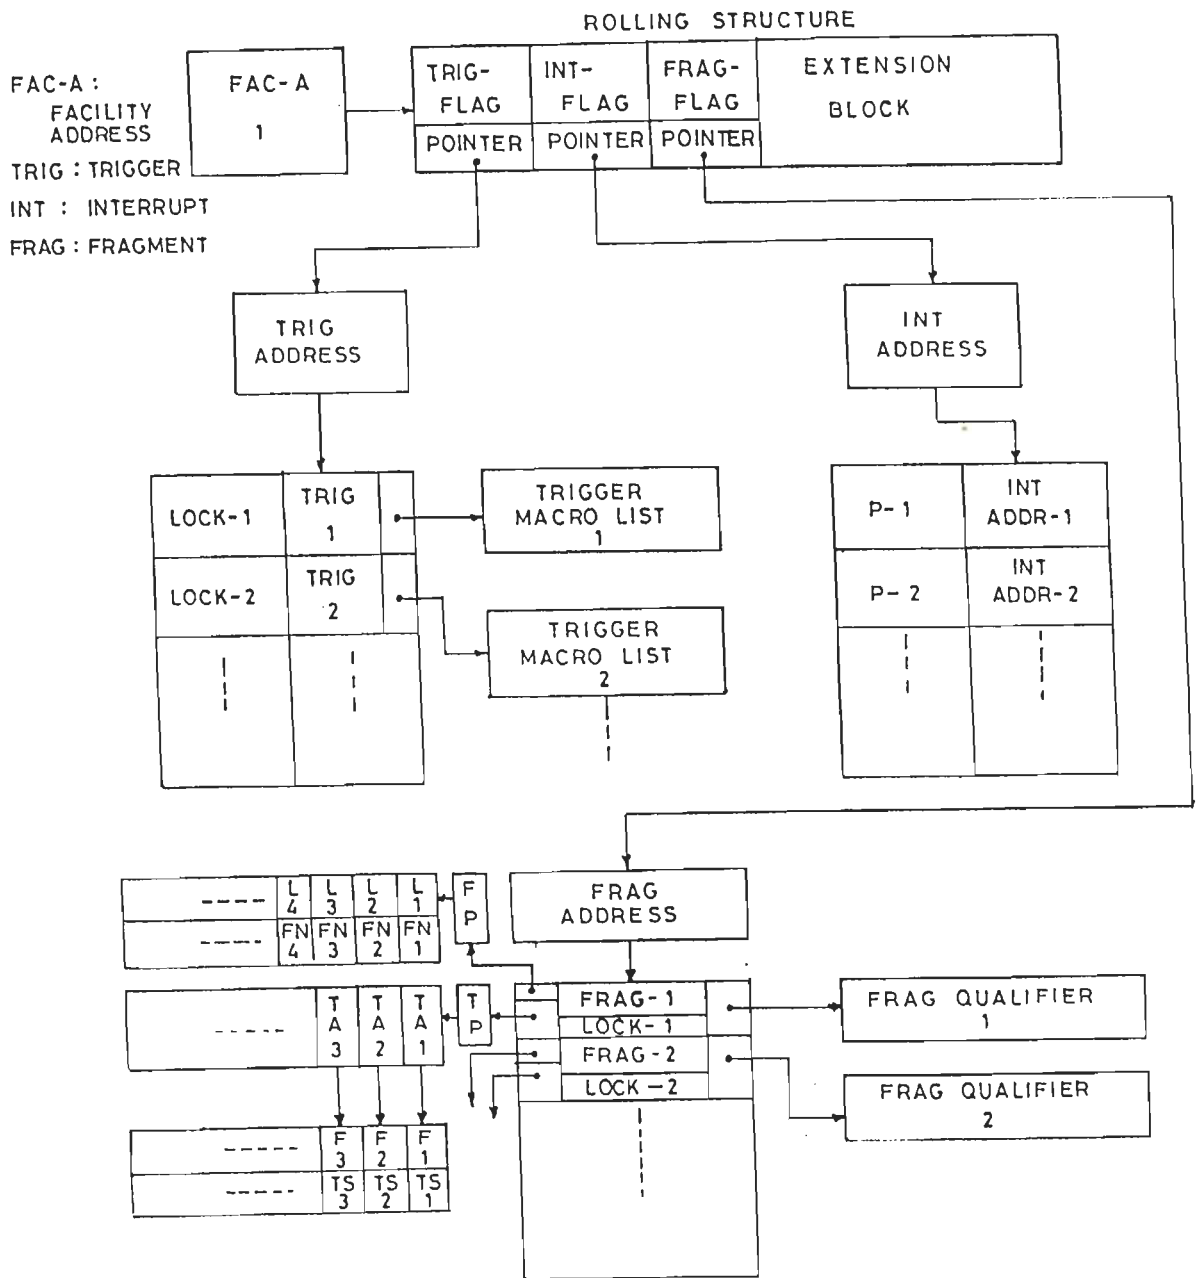 ROLLING STRUCTURE
FAC-A :
FACILITY
ADDRESS
TRIG : TRIGGER
INT : INTERRUPT
FRAG : FRAGMENT
FAC-A
1
TRIG-
FLAG
POINTER
INT-
FLAG
POINTER
FRAG-
FLAG
POINTER
EXTENSION
BLOCK
TRIG
ADDRESS
INT
ADDRESS
LOCK-1
TRIG
1
TRIGGER
MACRO LIST
1
LOCK-2
TRIG
2
TRIGGER
MACRO LIST
2
P-1
INT
ADDR-1
P-2
INT
ADDR-2
FRAG
ADDRESS
F
P
L
4
L
3
L
2
L
1
FN
4
FN
3
FN
2
FN
1
T
P
T
A
3
T
A
2
T
A
1
F
3
F
2
F
1
TS
3
TS
2
TS
1
FRAG-1
LOCK-1
FRAG-2
LOCK-2
FRAG QUALIFIER
1
FRAG QUALIFIER
2